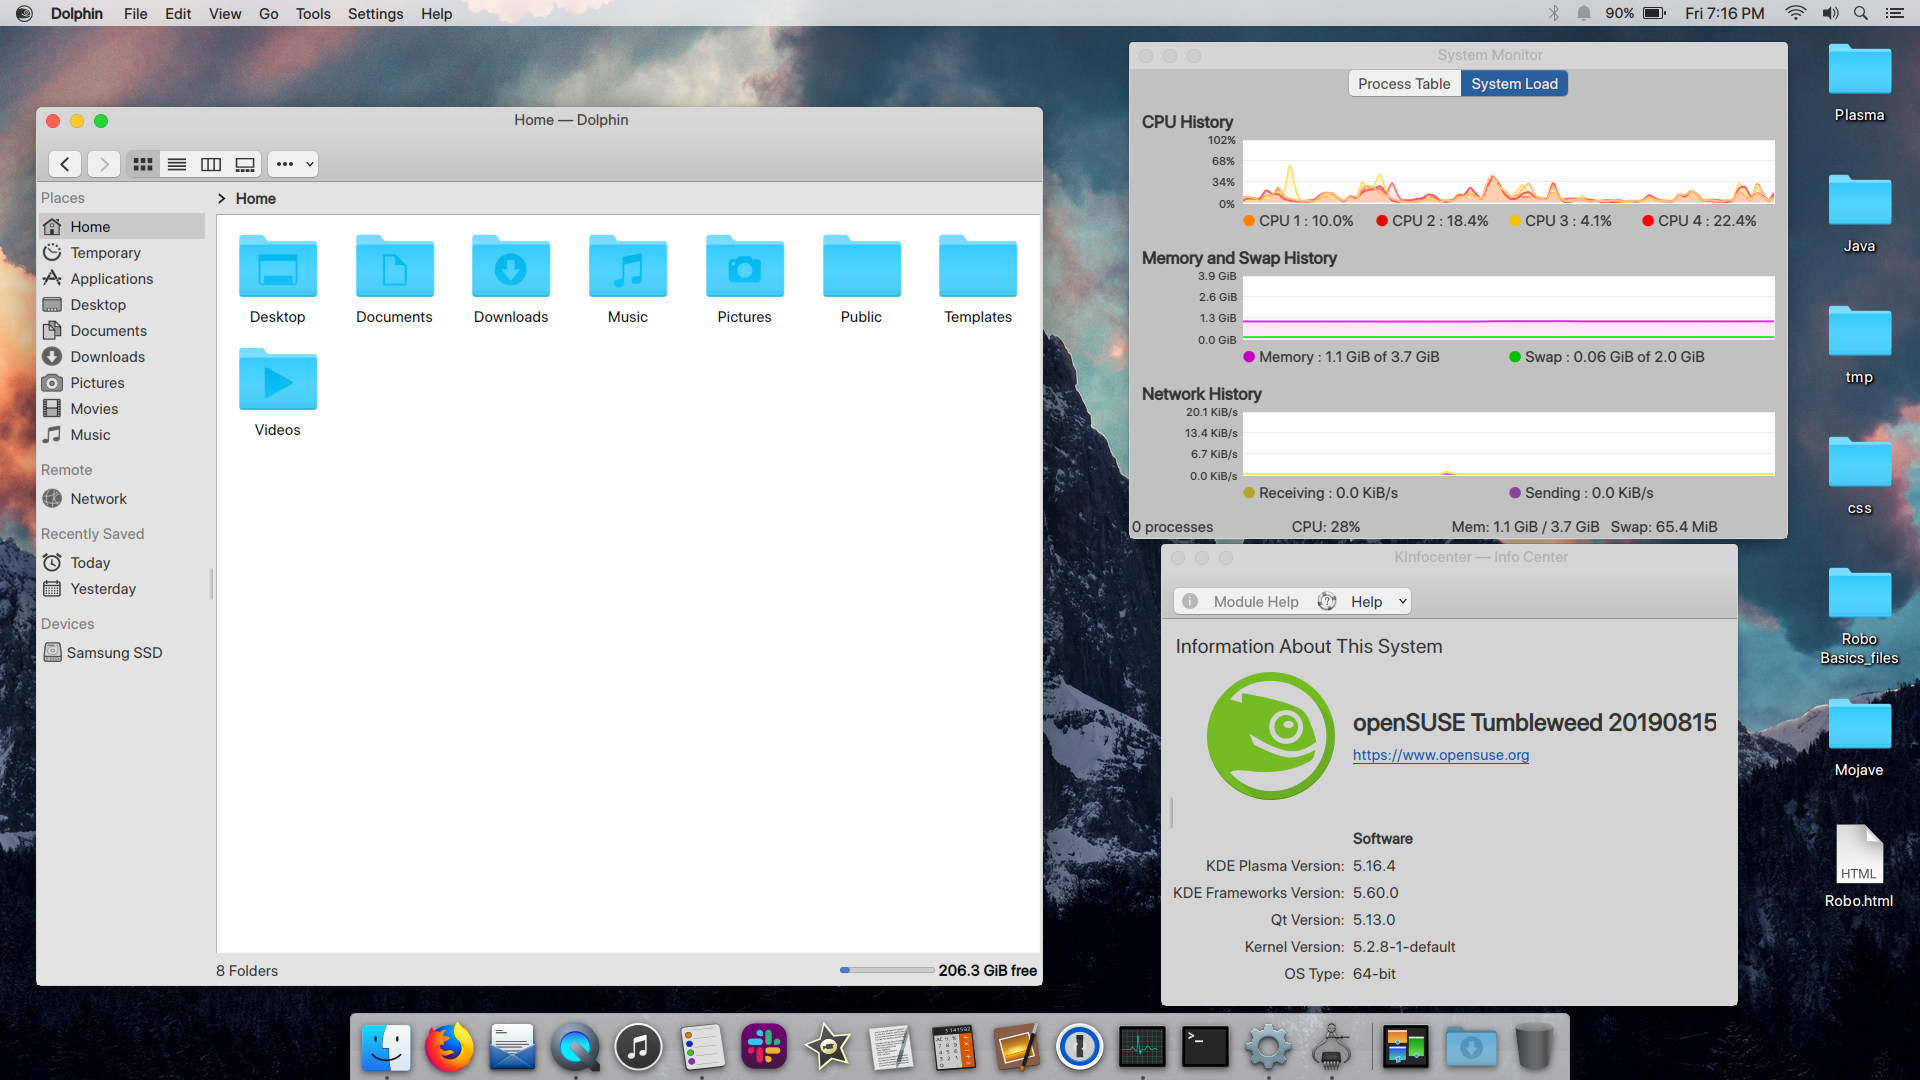 Dolphin File Edit View Go Tools Settings Help 90% Fri 7:16 PM
Home — Dolphin
Places
Home
Temporary
Applications
Desktop
Documents
Downloads
Pictures
Movies
Music
Remote
Network
Recently Saved
Today
Yesterday
Devices
Samsung SSD
Home
Desktop Documents Downloads Music Pictures Public Templates
Videos
8 Folders 206.3 GiB free
System Monitor
Process Table System Load
CPU History
102%
68%
34%
0%
CPU 1 : 10.0% CPU 2 : 18.4% CPU 3 : 4.1% CPU 4 : 22.4%
Memory and Swap History
3.9 GiB
2.6 GiB
1.3 GiB
0.0 GiB
Memory : 1.1 GiB of 3.7 GiB Swap : 0.06 GiB of 2.0 GiB
Network History
20.1 KiB/s
13.4 KiB/s
6.7 KiB/s
0.0 KiB/s
Receiving : 0.0 KiB/s Sending : 0.0 KiB/s
0 processes CPU: 28% Mem: 1.1 GiB / 3.7 GiB Swap: 65.4 MiB
KInfocenter — Info Center
Module Help Help
Information About This System
openSUSE Tumbleweed 20190815
https://www.opensuse.org
Software
KDE Plasma Version: 5.16.4
KDE Frameworks Version: 5.60.0
Qt Version: 5.13.0
Kernel Version: 5.2.8-1-default
OS Type: 64-bit
Plasma
Java
tmp
css
Robo
Basics_files
Mojave
HTML
Robo.html